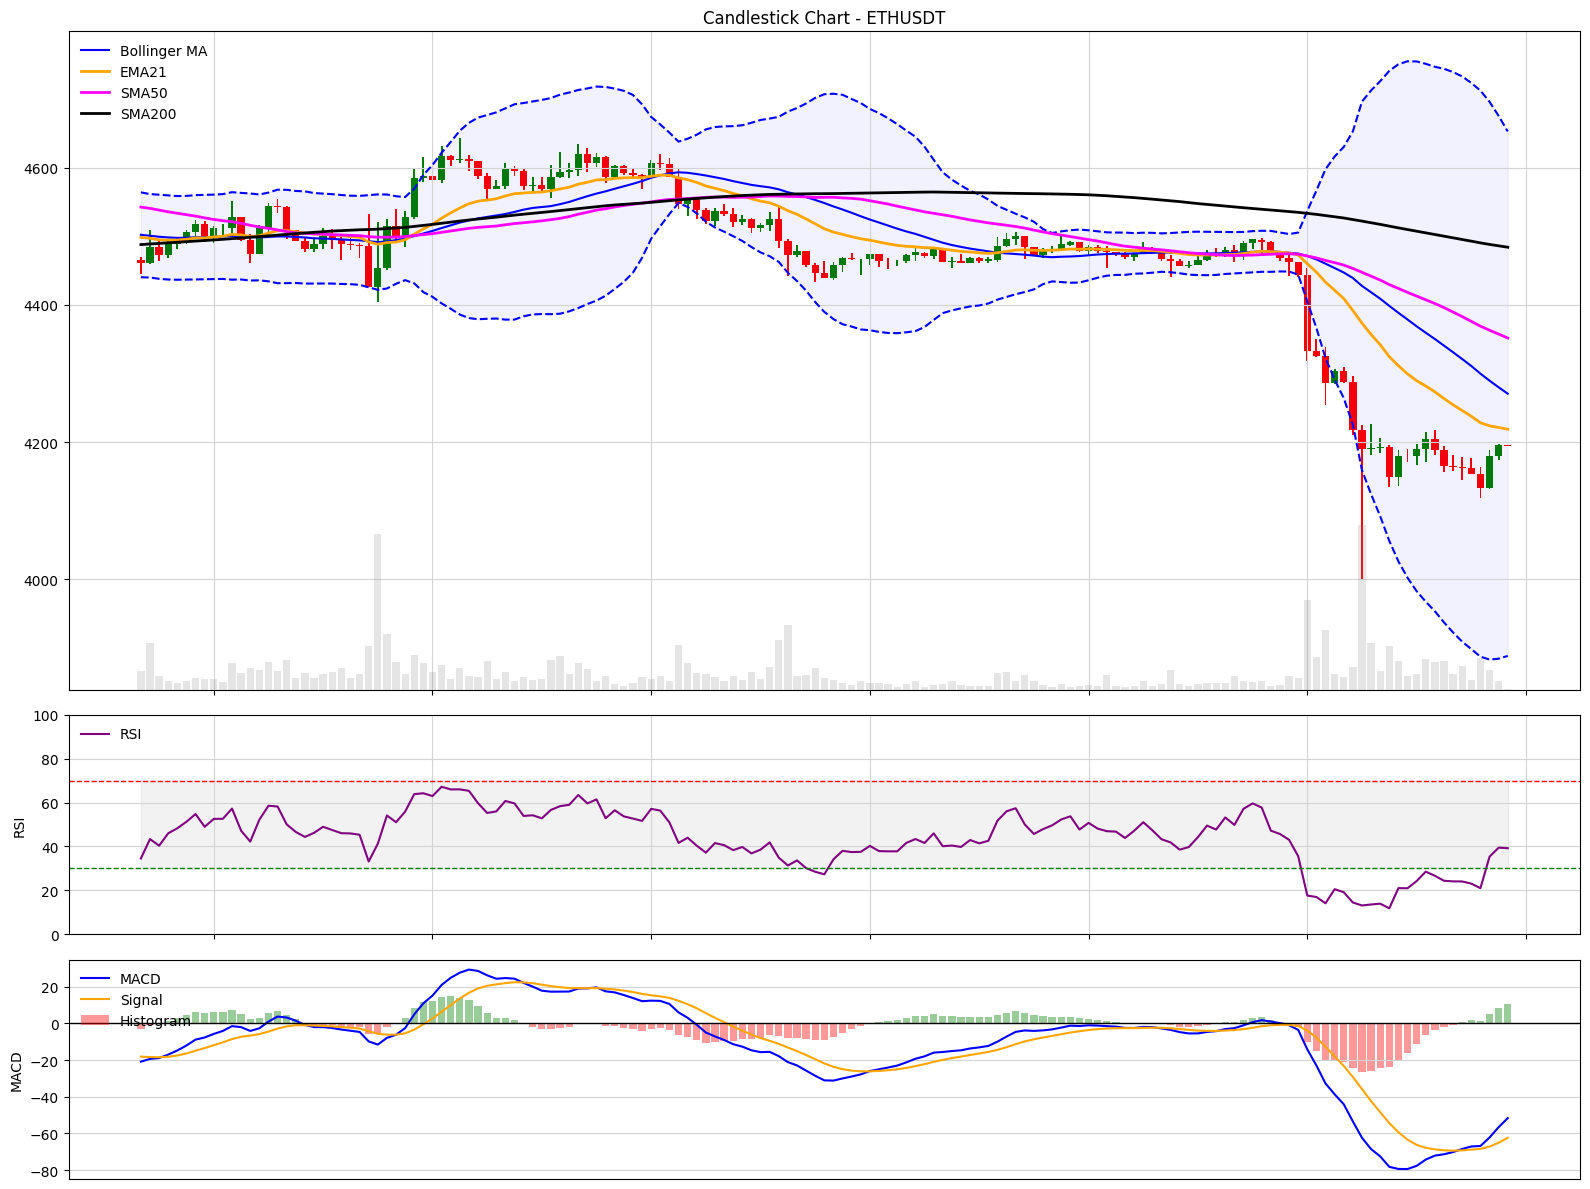 Candlestick Chart - ETHUSDT
Bollinger MA
EMA21
SMA50
SMA200
4600
4400
4200
4000
100
RSI
80
60
RSI
40
20
0
MACD
20
Signal
0
Histogram
−20
MACD
−40
−60
−80